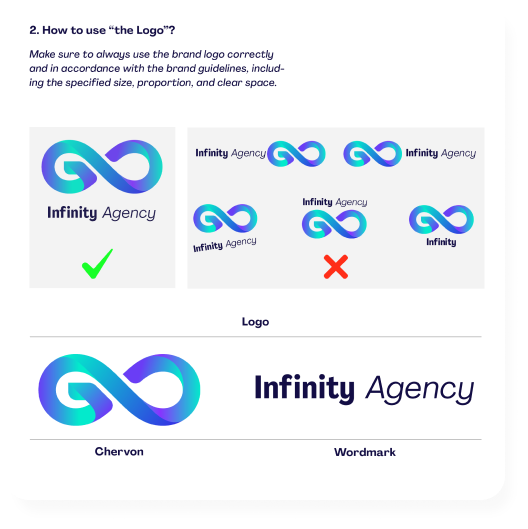 2. How to use “the Logo”?
Make sure to always use the brand logo correctly
and in accordance with the brand guidelines, includ-
ing the specified size, proportion, and clear space.
Infinity Agency
Infinity Agency
Infinity Agency
Infinity Agency
Infinity Agency
Infinity
Logo
Infinity Agency
Chervon
Wordmark